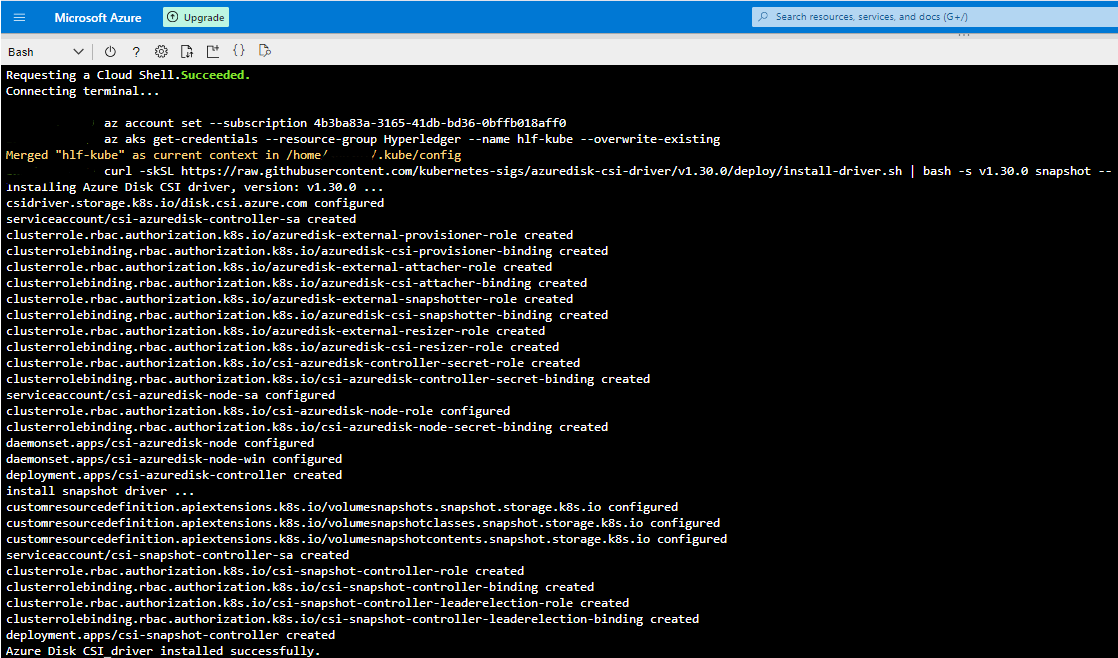 Microsoft Azure
Upgrade
Search resources, services, and docs (G+/)
Bash
Requesting a Cloud Shell.Succeeded.
Connecting terminal...
az account set --subscription 4b3ba83a-3165-41db-bd36-0bffb018aff0
az aks get-credentials --resource-group Hyperledger --name hlf-kube --overwrite-existing
Merged "hlf-kube" as current context in /home/ /.kube/config
curl -skSL https://raw.githubusercontent.com/kubernetes-sigs/azuredisk-csi-driver/v1.30.0/deploy/install-driver.sh | bash -s v1.30.0 snapshot --
Installing Azure Disk CSI driver, version: v1.30.0 ...
csidriver.storage.k8s.io/disk.csi.azure.com configured
serviceaccount/csi-azuredisk-controller-sa created
clusterrole.rbac.authorization.k8s.io/azuredisk-external-provisioner-role created
clusterrolebinding.rbac.authorization.k8s.io/azuredisk-csi-provisioner-binding created
clusterrole.rbac.authorization.k8s.io/azuredisk-external-attacher-role created
clusterrolebinding.rbac.authorization.k8s.io/azuredisk-csi-attacher-binding created
clusterrole.rbac.authorization.k8s.io/azuredisk-external-snapshotter-role created
clusterrolebinding.rbac.authorization.k8s.io/azuredisk-csi-snapshotter-binding created
clusterrole.rbac.authorization.k8s.io/azuredisk-external-resizer-role created
clusterrolebinding.rbac.authorization.k8s.io/azuredisk-csi-resizer-role created
clusterrole.rbac.authorization.k8s.io/csi-azuredisk-controller-secret-role created
clusterrolebinding.rbac.authorization.k8s.io/csi-azuredisk-controller-secret-binding created
serviceaccount/csi-azuredisk-node-sa configured
clusterrole.rbac.authorization.k8s.io/csi-azuredisk-node-role configured
clusterrolebinding.rbac.authorization.k8s.io/csi-azuredisk-node-secret-binding created
daemonset.apps/csi-azuredisk-node configured
daemonset.apps/csi-azuredisk-node-win configured
deployment.apps/csi-azuredisk-controller created
install snapshot driver ...
customresourcedefinition.apiextensions.k8s.io/volumesnapshots.snapshot.storage.k8s.io configured
customresourcedefinition.apiextensions.k8s.io/volumesnapshotclasses.snapshot.storage.k8s.io configured
customresourcedefinition.apiextensions.k8s.io/volumesnapshotcontents.snapshot.storage.k8s.io configured
serviceaccount/csi-snapshot-controller-sa created
clusterrole.rbac.authorization.k8s.io/csi-snapshot-controller-role created
clusterrolebinding.rbac.authorization.k8s.io/csi-snapshot-controller-binding created
clusterrole.rbac.authorization.k8s.io/csi-snapshot-controller-leaderelection-role created
clusterrolebinding.rbac.authorization.k8s.io/csi-snapshot-controller-leaderelection-binding created
deployment.apps/csi-snapshot-controller created
Azure Disk CSI driver installed successfully.